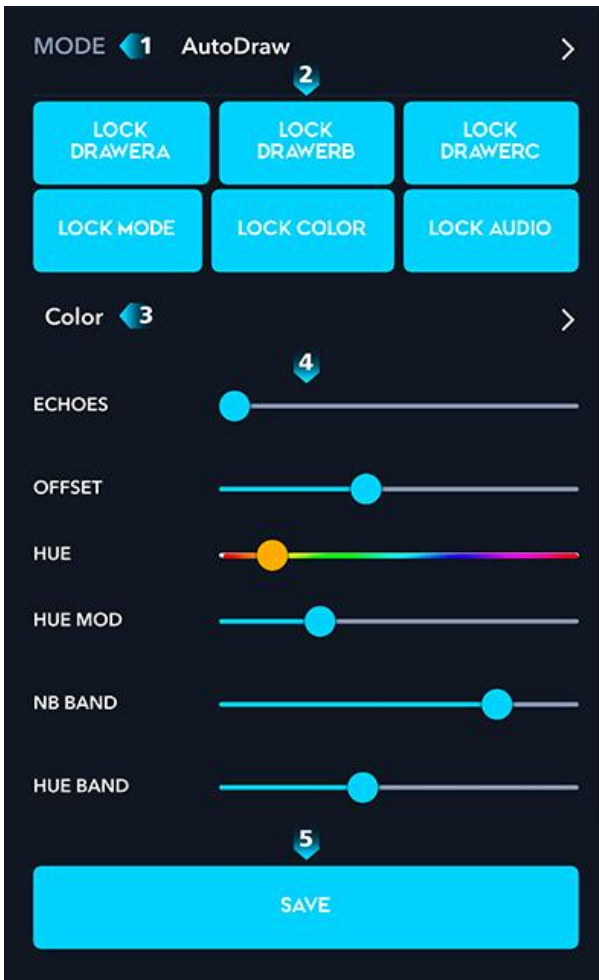 MODE 1 AutoDraw
2
LOCK LOCK LOCK
DRAWERA DRAWERB DRAWERC
LOCK MODE LOCK COLOR LOCK AUDIO
Color 3
4
ECHOES
OFFSET
HUE
HUE MOD
NB BAND
HUE BAND
5
SAVE